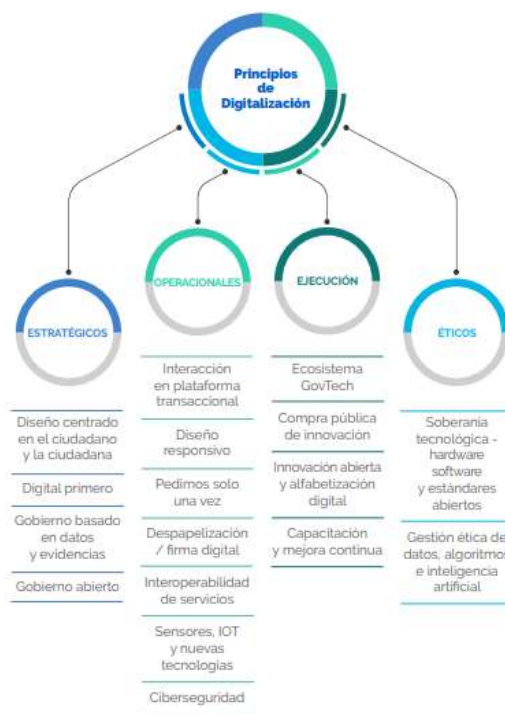 Principios
de
Digitalización
ESTRATÉGICOS
Diseño centrado
en el ciudadano
y la ciudadana
Digital primero
Gobierno basado
en datos
y evidencias
Gobierno abierto
OPERACIONALES
Interacción
en plataforma
transaccional
Diseño
responsivo
Pedimos solo
una vez
Despapelización
/ firma digital
Interoperabilidad
de servicios
Sensores, IOT
y nuevas
tecnologías
Ciberseguridad
EJECUCIÓN
Ecosistema
GovTech
Compra pública
de innovación
Innovación abierta
y alfabetización
digital
Capacitación
y mejora continua
ÉTICOS
Soberanía
tecnológica -
hardware
software
y estándares
abiertos
Gestión ética de
datos, algoritmos
e inteligencia
artificial